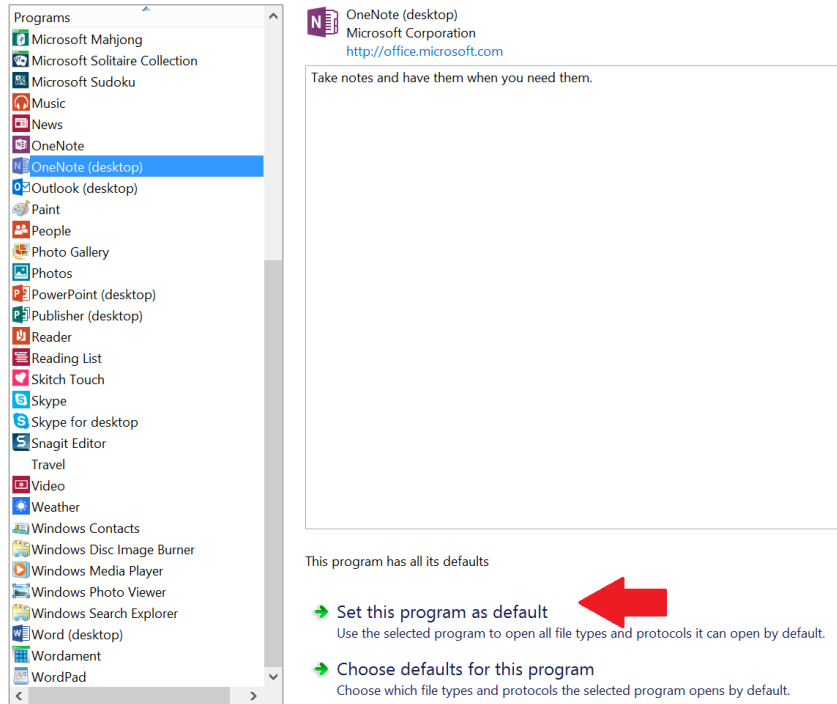 Programs
Microsoft Mahjong
Microsoft Solitaire Collection
Microsoft Sudoku
Music
News
OneNote
OneNote (desktop)
Outlook (desktop)
Paint
People
Photo Gallery
Photos
PowerPoint (desktop)
Publisher (desktop)
Reader
Reading List
Skitch Touch
Skype
Skype for desktop
Snagit Editor
Travel
Video
Weather
Windows Contacts
Windows Disc Image Burner
Windows Media Player
Windows Photo Viewer
Windows Search Explorer
Word (desktop)
Wordament
WordPad
OneNote (desktop)
Microsoft Corporation
http://office.microsoft.com
Take notes and have them when you need them.
This program has all its defaults
Set this program as default
Use the selected program to open all file types and protocols it can open by default.
Choose defaults for this program
Choose which file types and protocols the selected program opens by default.